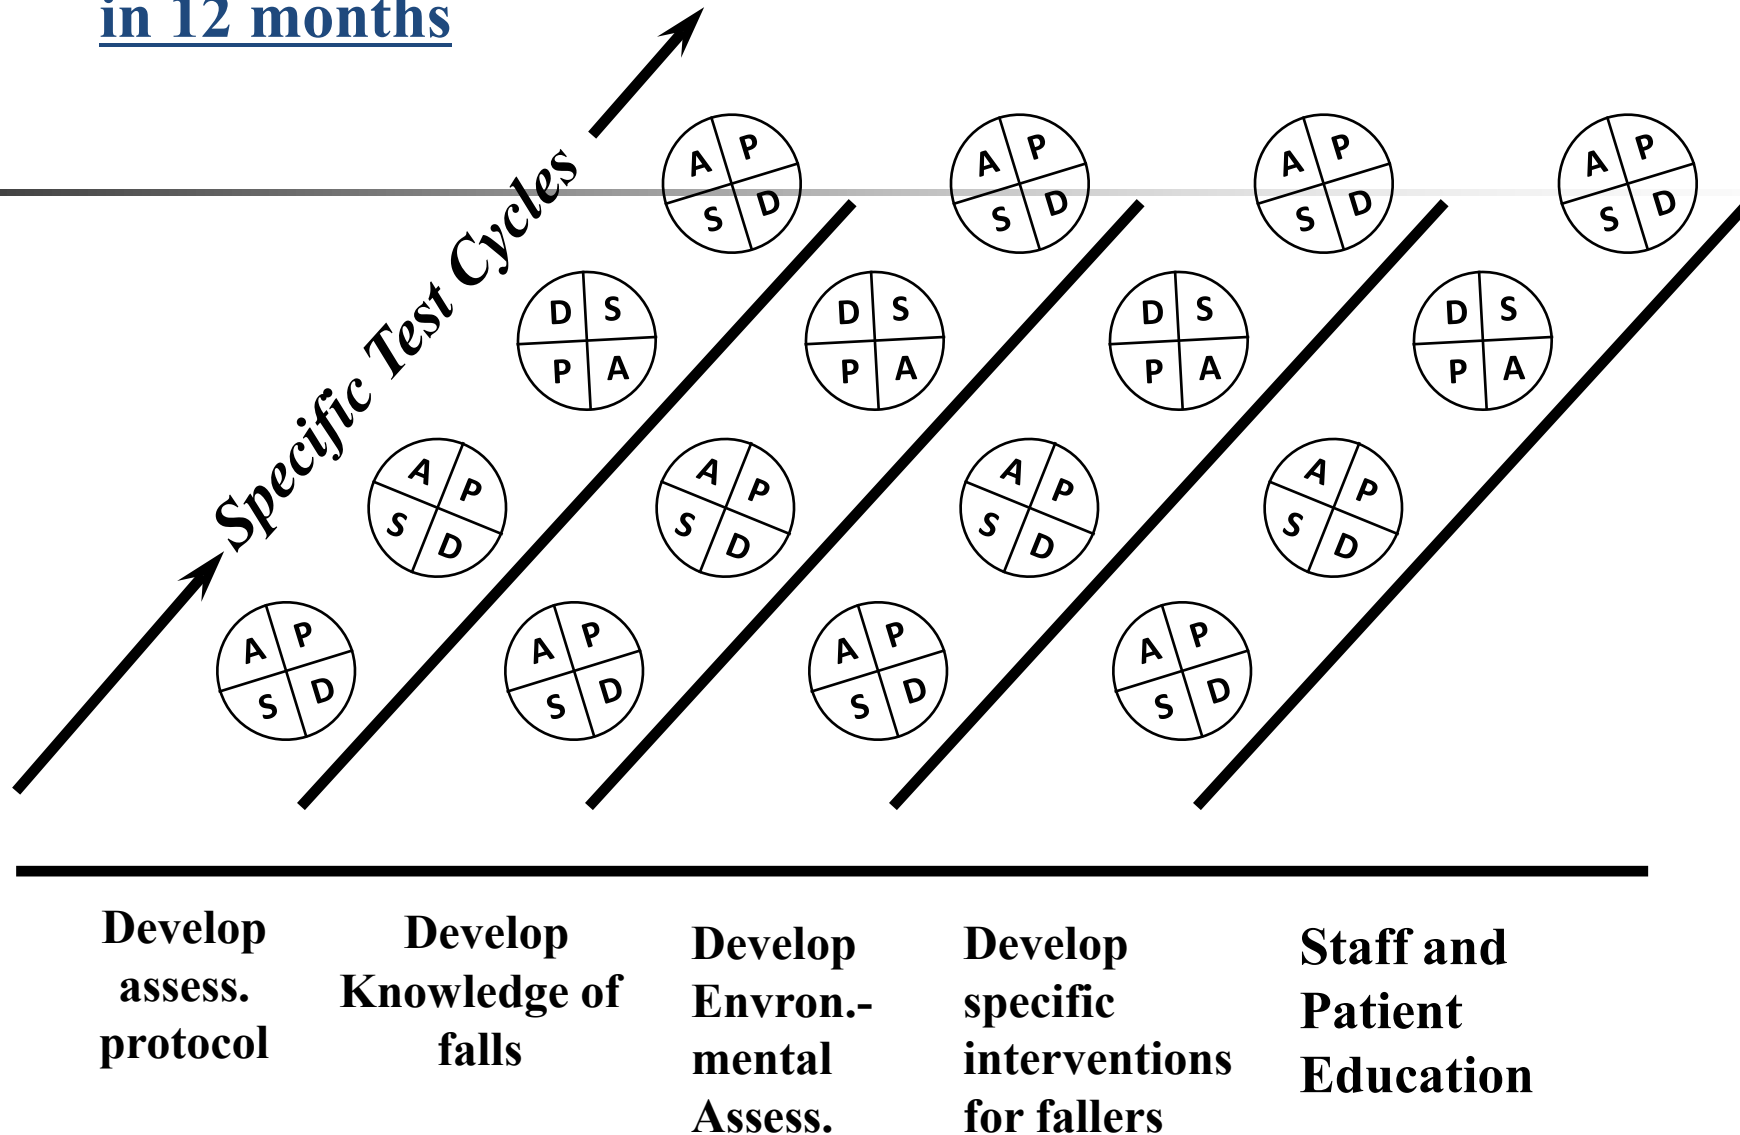 in 12 months
Specific Test Cycles
A P
S D
A P
S D
A P
S D
A P
S D
D S
P A
D S
P A
D S
P A
D S
P A
A P
S D
A P
S D
A P
S D
A P
S D
A P
S D
A P
S D
A P
S D
A P
S D
Develop
assess.
protocol
Develop
Knowledge of
falls
Develop
Envron.-
mental
Assess.
Develop
specific
interventions
for fallers
Staff and
Patient
Education